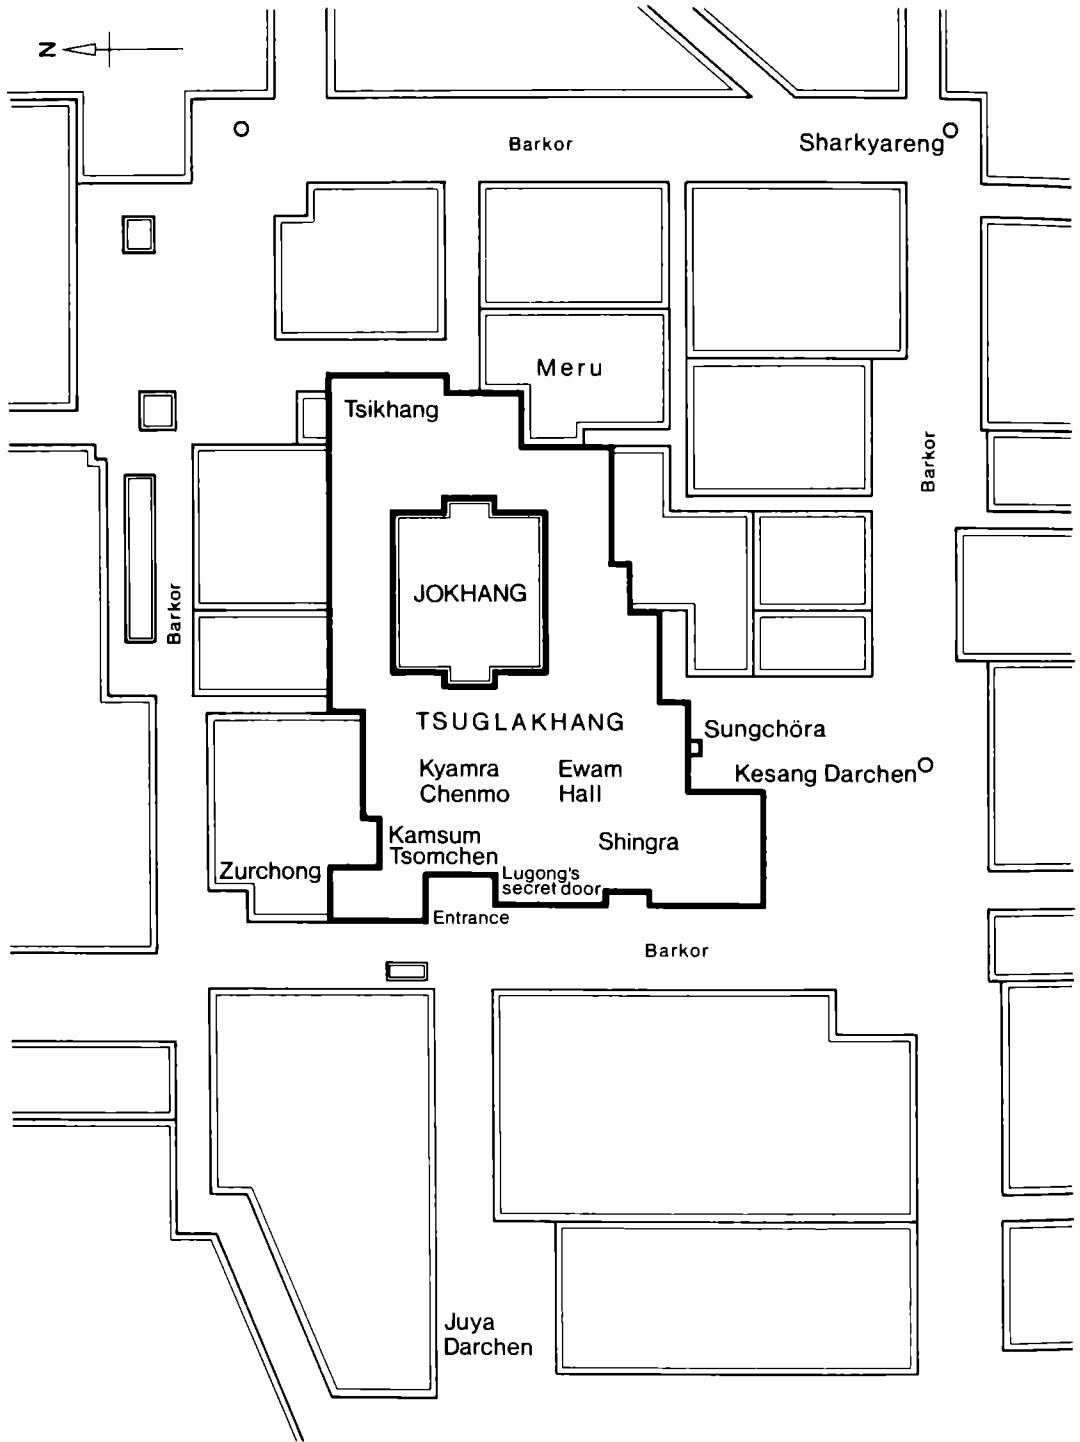 N
Barkor
Sharkyareng
Meru
Tsikhang
Barkor
JOKHANG
Barkor
TSUGLAKHANG
Sungchöra
Kyamra
Chenmo
Ewam
Hall
Kesang Darchen
Kamsum
Tsomchen
Shingra
Zurchong
Lugong's
secret door
Entrance
Barkor
Juya
Darchen